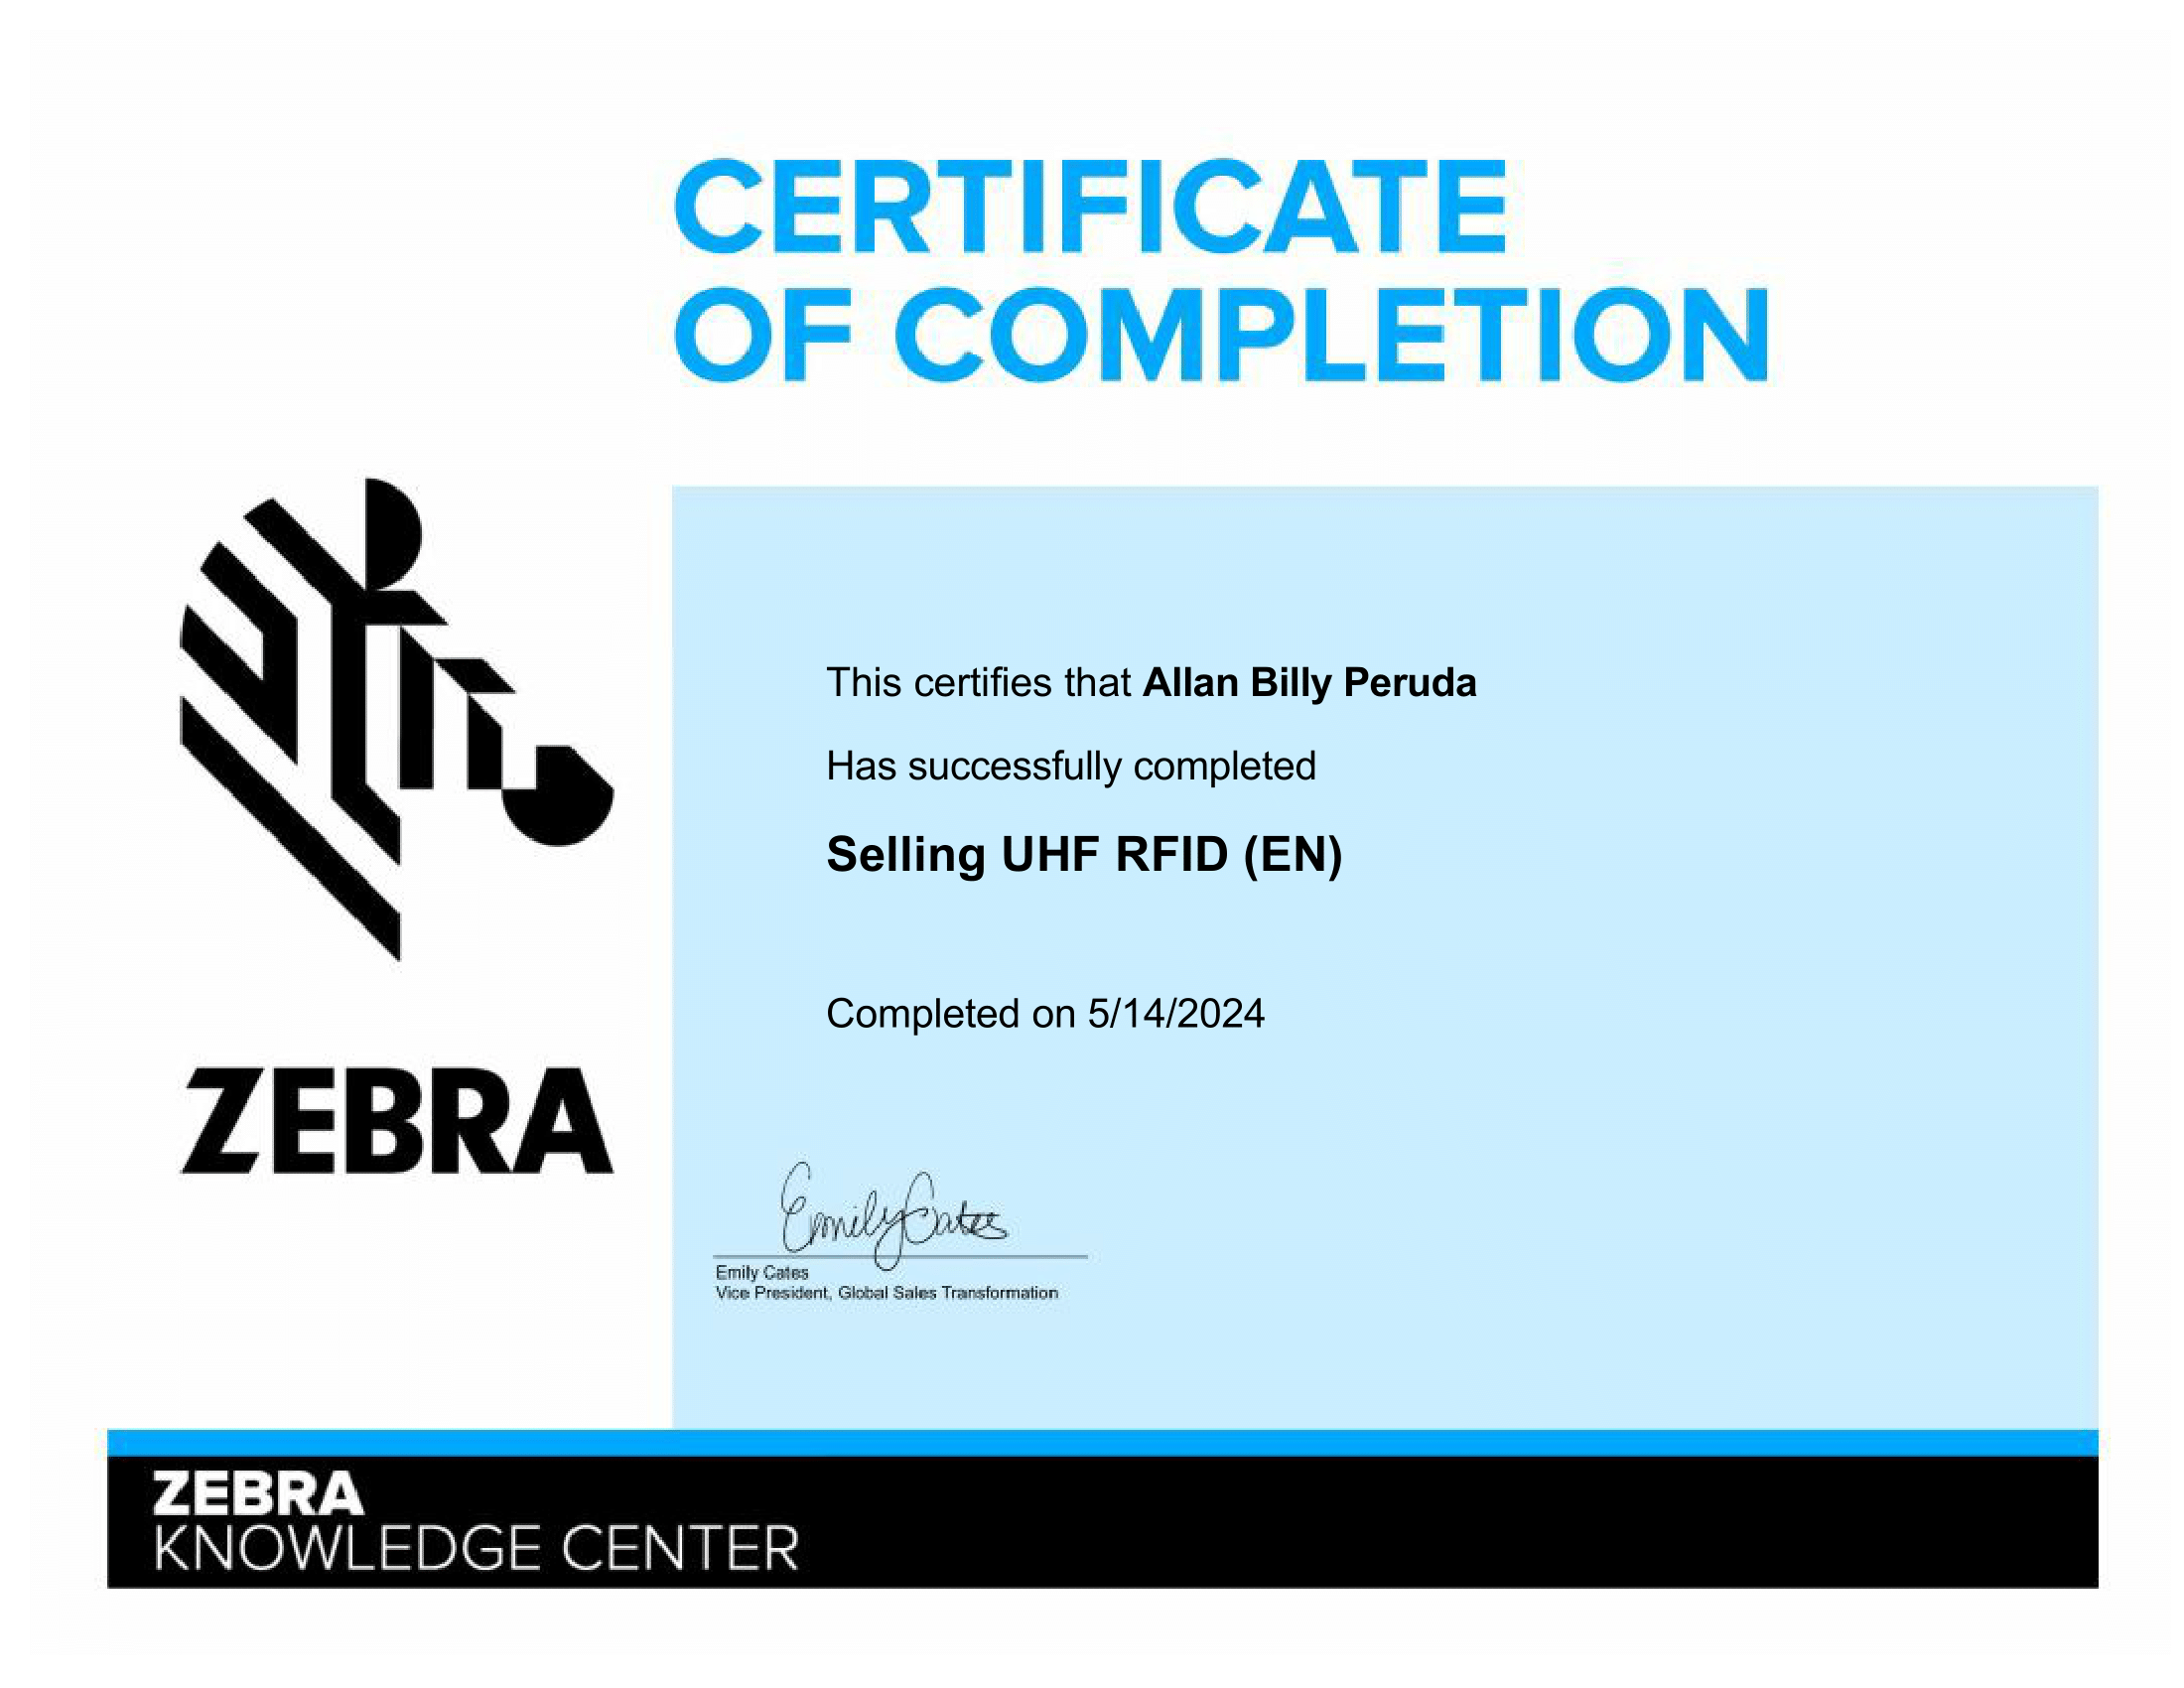 CERTIFICATE
OF COMPLETION
This certifies that Allan Billy Peruda
Has successfully completed
Selling UHF RFID (EN)
Completed on 5/14/2024
ZEBRA
Emily Cates
Emily Cates
Vice President, Global Sales Transformation
ZEBRA
KNOWLEDGE CENTER